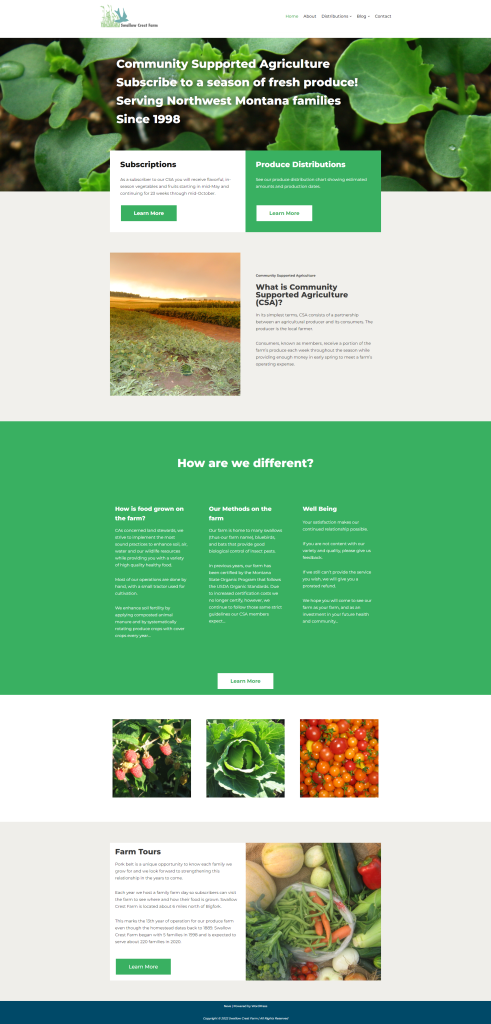 Swallow Crest Farm
Home About Distributions Blog Contact
Community Supported Agriculture
Subscribe to a season of fresh produce!
Serving Northwest Montana families
Since 1998
Subscriptions
As a subscriber to our CSA you will receive flavorful, in-
season vegetables and fruits starting in mid-May and
continuing for 23 weeks through mid-October.
Learn More
Produce Distributions
See our produce distribution chart showing estimated
amounts and production dates.
Learn More
Community Supported Agriculture
What is Community
Supported Agriculture
(CSA)?
In its simplest terms, CSA consists of a partnership
between an agricultural producer and its consumers. The
producer is the local farmer.
Consumers, known as members, receive a portion of the
farm's produce each week throughout the season while
providing enough money in early spring to meet a farm's
operating expense.
How are we different?
How is food grown on
the farm?
CSAs concerned land stewards, we
strive to implement the most
sound practices to enhance soil, air,
water and our wildlife resources
while providing you with a variety
of high quality healthy food.
Most of our operations are done by
hand, with a small tractor used for
cultivation.
We enhance soil fertility by
applying composted animal
manure and by systematically
rotating produce crops with cover
crops every year...
Our Methods on the
farm
Our farm is home to many swallows
(thus our farm name), bluebirds,
and bats that provide good
biological control of insect pests.
In previous years, our farm has
been certified by the Montana
State Organic Program that follows
the USDA Organic Standards. Due
to increased certification costs we
no longer certify, however, we
continue to follow those same strict
guidelines our CSA members
expect...
Well Being
Your satisfaction makes our
continued relationship possible.
If you are not content with our
variety and quality, please give us
feedback.
If we still can't provide the service
you wish, we will give you a
prorated refund.
We hope you will come to see our
farm as your farm, and as an
investment in your future health
and community...
Learn More
Farm Tours
Pork belt is a unique opportunity to know each family we
grow for and we look forward to strengthening this
relationship in the years to come.
Each year we host a family farm day so subscribers can visit
the farm to see where and how their food is grown. Swallow
Crest Farm is located about 6 miles north of Bigfork.
This marks the 15th year of operation for our produce farm
even though the homestead dates back to 1889. Swallow
Crest Farm began with 5 families in 1998 and is expected to
serve about 220 families in 2020.
Learn More
Neve | Powered by WordPress
Copyright © 2022 Swallow Crest Farm | All Rights Reserved